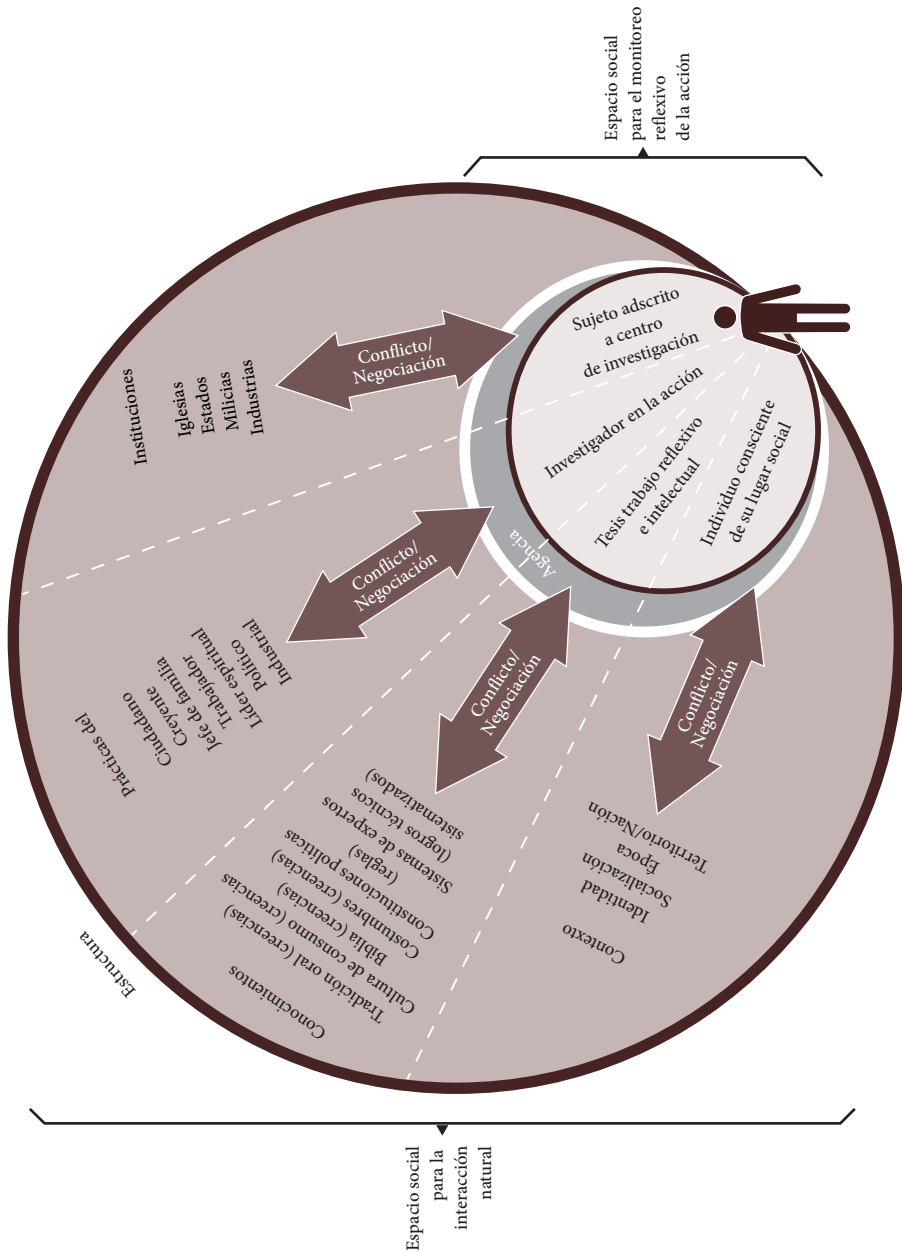 Espacio social
para el monitoreo
reflexivo
de la acción
Instituciones
Iglesias
Estados
Milicias
Industrias
Conflicto/
Negociación
Sujeto adscrito
a centro
de investigación
Prácticas del
Ciudadano
Creyente
Jefe de familia
Trabajador
Líder espiritual
Político
Industrial
Conflicto/
Negociación
Investigador en la acción
Agencia
Estructura
Conocimientos
Tradición oral (creencias)
Cultura de consumo (creencias
Biblia (creencias)
Costumbres (creencias)
Constituciones políticas
(reglas)
Sistemas de expertos
(logros técnicos
sistematizados)
Conflicto/
Negociación
Tesis trabajo reflexivo
e intelectual
Contexto
Identidad
Socialización
Época
Territorio/Nación
Conflicto/
Negociación
Individuo consciente
de su lugar social
Espacio social
para la
interacción
natural